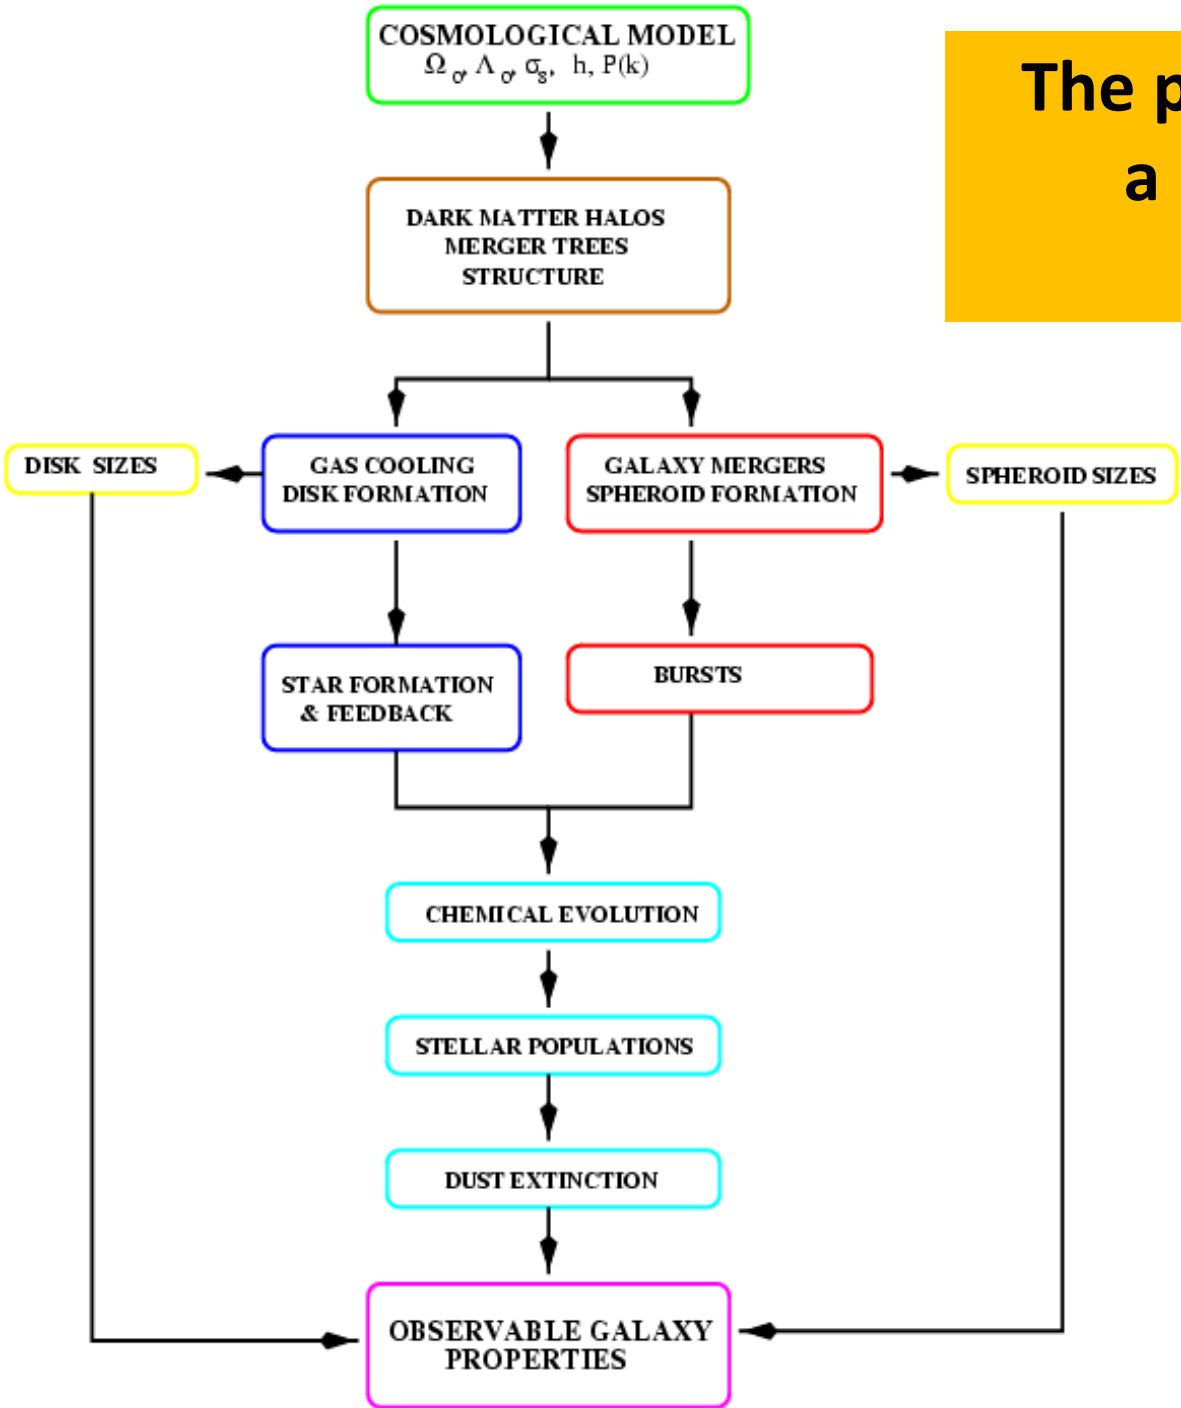 COSMOLOGICAL MODEL
Ω₀, Λ₀, σ₈, h, P(k)
The p
a
DARK MATTER HALOS
MERGER TREES
STRUCTURE
DISK SIZES
GAS COOLING
DISK FORMATION
GALAXY MERGERS
SPHEROID FORMATION
SPHEROID SIZES
STAR FORMATION
& FEEDBACK
BURSTS
CHEMICAL EVOLUTION
STELLAR POPULATIONS
DUST EXTINCTION
OBSERVABLE GALAXY
PROPERTIES